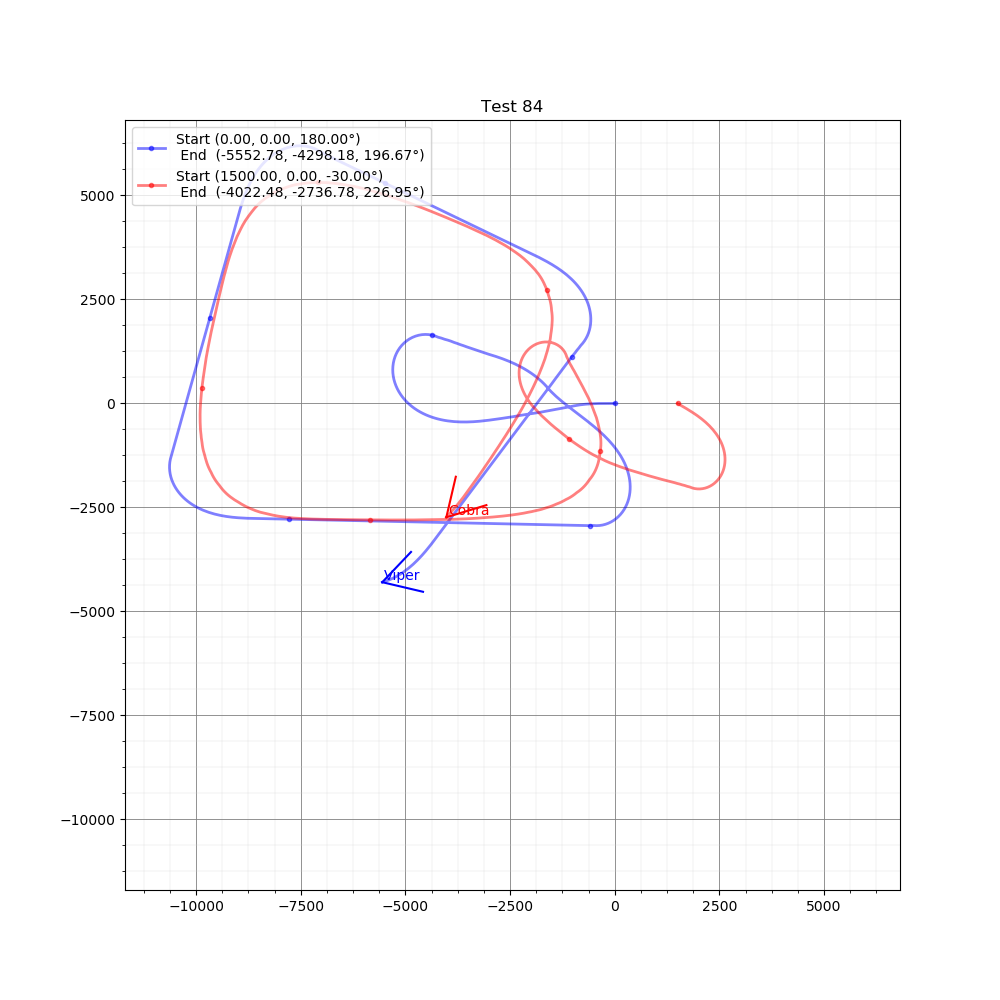 Test 84
Start (0.00, 0.00, 180.00°)
End (-5552.78, -4298.18, 196.67°)
Start (1500.00, 0.00, -30.00°)
End (-4022.48, -2736.78, 226.95°)
5000
2500
0
−2500
−5000
−7500
−10000
Cobra
Viper
−10000
−7500
−5000
−2500
0
2500
5000